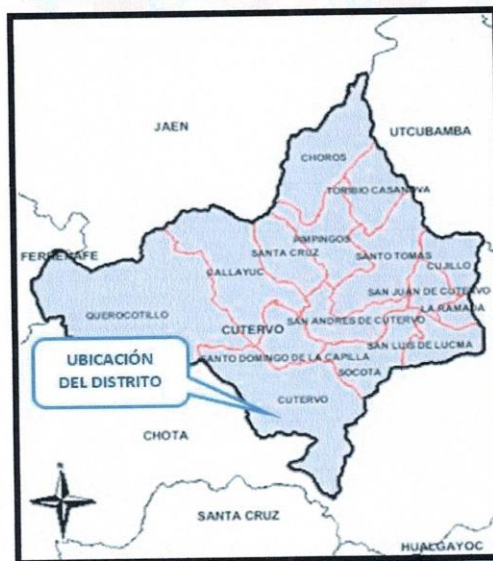 JAEN
UTCUBAMBA
CHOROS
TORIBIO CASANOVA
PIMPINGOS
FERREÑAFE
SANTA CRUZ
SANTO TOMAS
CALLAYUC
CUJILLO
SAN JUAN DE CUTERVO
QUEROCOTILLO
LA RAMADA
SAN ANDRES DE CUTERVO
CUTERVO
SAN LUIS DE LUCMA
UBICACIÓN
DEL DISTRITO
SANTO DOMINGO DE LA CAPILLA
SOCOTA
CUTERVO
CHOTA
N
SANTA CRUZ
HUALGAYOC